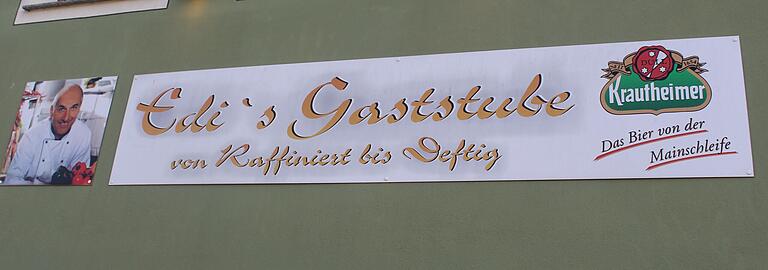 Edi`s Gaststube
von Raffiniert bis Deftig
Krautheimer
Das Bier von der
Mainschleife